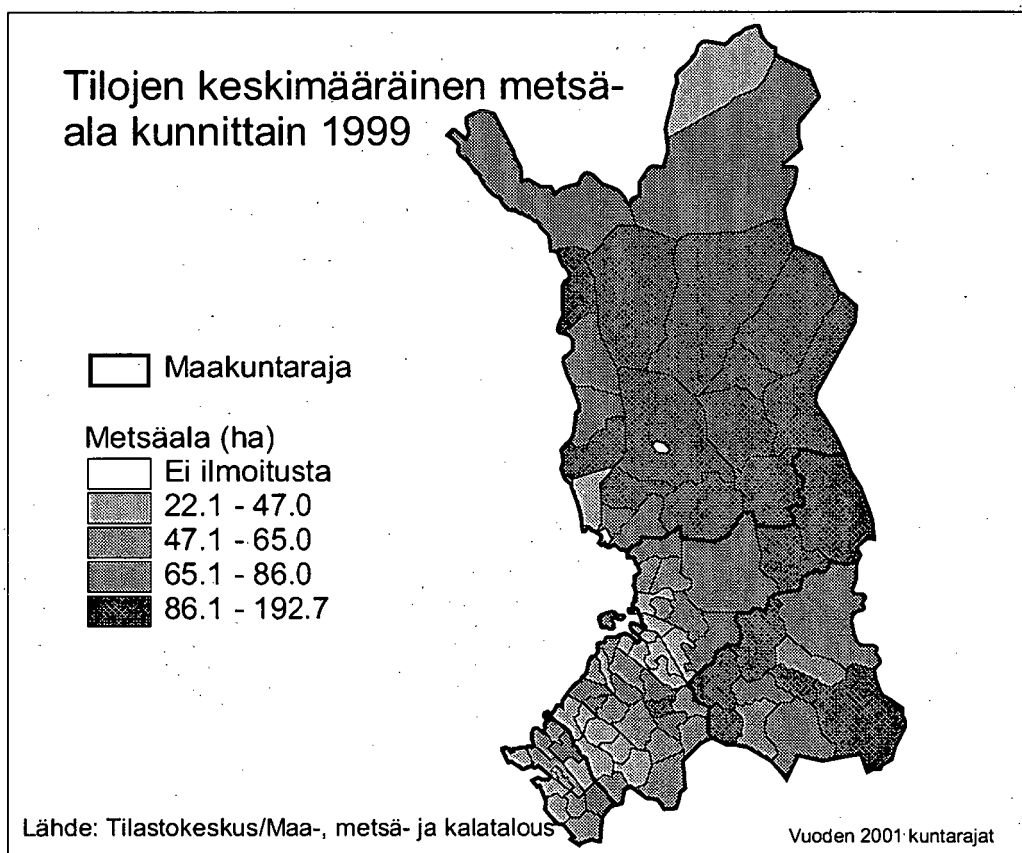 Tilojen keskimääräinen metsä-
ala kunnittain 1999
Maakuntaraja
Metsäala (ha)
Ei ilmoitusta
22.1 - 47.0
47.1 - 65.0
65.1 - 86.0
86.1 - 192.7
Lähde: Tilastokeskus/Maa-, metsä- ja kalatalous
Vuoden 2001 kuntarajat